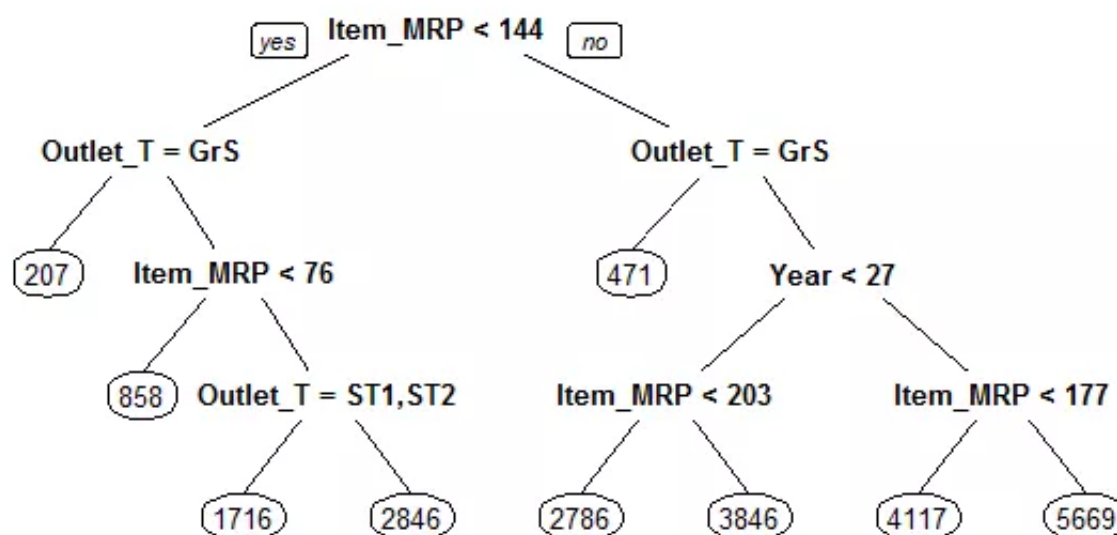 yes Item_MRP < 144 no
Outlet_T = GrS Outlet_T = GrS
207 Item_MRP < 76 471 Year < 27
858 Outlet_T = ST1,ST2 Item_MRP < 203 Item_MRP < 177
1716 2846 2786 3846 4117 5669